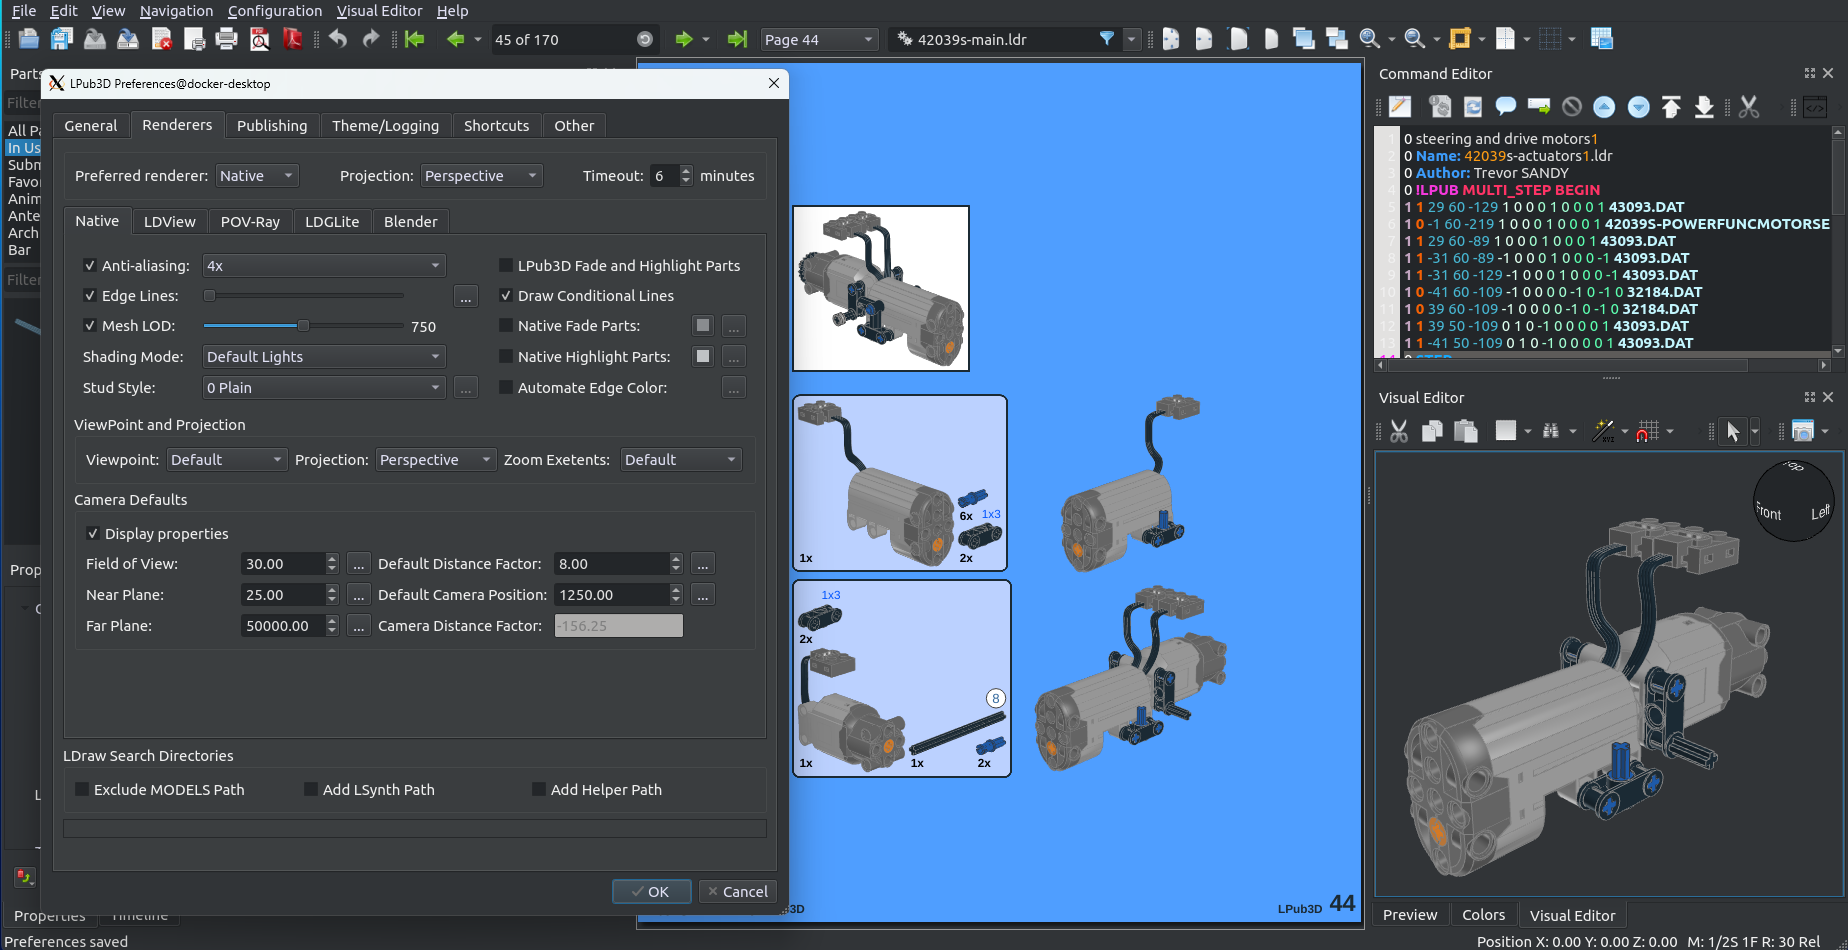 File Edit View Navigation Configuration Visual Editor Help
45 of 170 Page 44 42039s-main.ldr
Parts
LPub3D Preferences@docker-desktop
Filter
All Pa
In Us
Subm
Favor
Anim
Ante
Arch
Bar
Filter
Prop
General Renderers Publishing Theme/Logging Shortcuts Other
Preferred renderer: Native Projection: Perspective Timeout: 6 minutes
Native LDView POV-Ray LDGLite Blender
Anti-aliasing: 4x LPub3D Fade and Highlight Parts
Edge Lines: ... Draw Conditional Lines
Mesh LOD: 750 Native Fade Parts: ...
Shading Mode: Default Lights Native Highlight Parts: ...
Stud Style: 0 Plain ... Automate Edge Color: ...
ViewPoint and Projection
Viewpoint: Default Projection: Perspective Zoom Exetents: Default
Camera Defaults
Display properties
Field of View: 30.00 ... Default Distance Factor: 8.00 ...
Near Plane: 25.00 ... Default Camera Position: 1250.00 ...
Far Plane: 50000.00 ... Camera Distance Factor: -156.25
LDraw Search Directories
Exclude MODELS Path Add LSynth Path Add Helper Path
OK Cancel
Properties Timeline
Preferences saved
6x 1x3
1x 2x
1x3
2x
8
1x 1x 2x
3D
LPub3D 44
Command Editor
1 0 steering and drive motors1
2 0 Name: 42039s-actuators1.ldr
3 0 Author: Trevor SANDY
4 0 !LPUB MULTI_STEP BEGIN
5 1 1 29 60 -129 1 0 0 0 1 0 0 0 1 43093.DAT
6 1 0 -1 60 -219 1 0 0 0 1 0 0 0 1 42039S-POWERFUNCMOTORSE
7 1 1 29 60 -89 1 0 0 0 1 0 0 0 1 43093.DAT
8 1 1 -31 60 -89 -1 0 0 0 1 0 0 0 -1 43093.DAT
9 1 1 -31 60 -129 -1 0 0 0 1 0 0 0 -1 43093.DAT
10 1 0 -41 60 -109 -1 0 0 0 0 -1 0 -1 0 32184.DAT
11 1 0 39 60 -109 -1 0 0 0 0 -1 0 -1 0 32184.DAT
12 1 1 39 50 -109 0 1 0 -1 0 0 0 0 1 43093.DAT
13 1 1 -41 50 -109 0 1 0 -1 0 0 0 0 1 43093.DAT
14 0 STEP
Visual Editor
XYZ
Front Left
Preview Colors Visual Editor
Position X: 0.00 Y: 0.00 Z: 0.00 M: 1/2S 1F R: 30 Rel